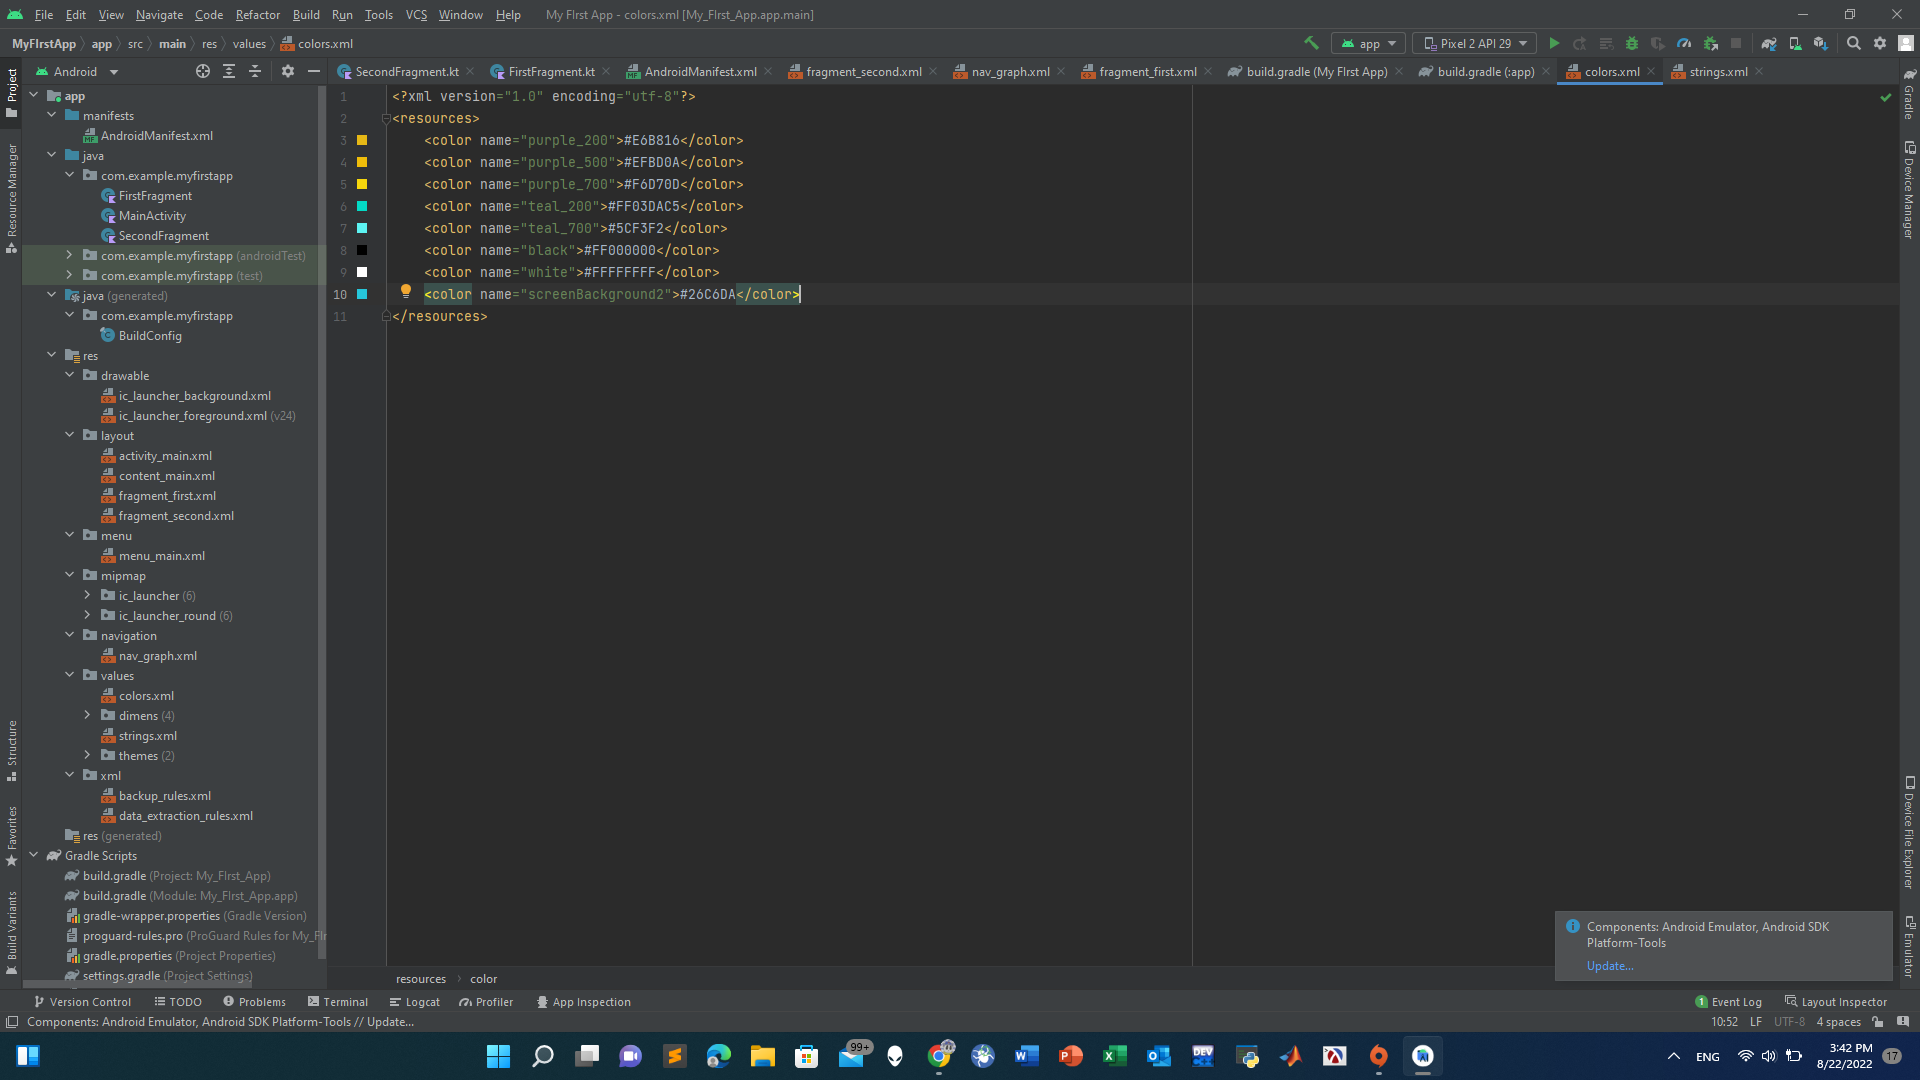 File Edit View Navigate Code Refactor Build Run Tools VCS Window Help My FIrst App - colors.xml [My_FIrst_App.app.main]
MyFIrstApp app src main res values colors.xml
app Pixel 2 API 29
Android
SecondFragment.kt FirstFragment.kt AndroidManifest.xml fragment_second.xml nav_graph.xml fragment_first.xml build.gradle (My FIrst App) build.gradle (:app) colors.xml strings.xml
Project
Resource Manager
Structure
Favorites
Build Variants
app
manifests
AndroidManifest.xml
java
com.example.myfirstapp
FirstFragment
MainActivity
SecondFragment
com.example.myfirstapp (androidTest)
com.example.myfirstapp (test)
java (generated)
com.example.myfirstapp
BuildConfig
res
drawable
ic_launcher_background.xml
ic_launcher_foreground.xml (v24)
layout
activity_main.xml
content_main.xml
fragment_first.xml
fragment_second.xml
menu
menu_main.xml
mipmap
ic_launcher (6)
ic_launcher_round (6)
navigation
nav_graph.xml
values
colors.xml
dimens (4)
strings.xml
themes (2)
xml
backup_rules.xml
data_extraction_rules.xml
res (generated)
Gradle Scripts
build.gradle (Project: My_FIrst_App)
build.gradle (Module: My_FIrst_App.app)
gradle-wrapper.properties (Gradle Version)
proguard-rules.pro (ProGuard Rules for My_FIr
gradle.properties (Project Properties)
settings.gradle (Project Settings)
1 <?xml version="1.0" encoding="utf-8"?>
2 <resources>
3 <color name="purple_200">#E6B816</color>
4 <color name="purple_500">#EFBD0A</color>
5 <color name="purple_700">#F6D70D</color>
6 <color name="teal_200">#FF03DAC5</color>
7 <color name="teal_700">#5CF3F2</color>
8 <color name="black">#FF000000</color>
9 <color name="white">#FFFFFFFF</color>
10 <color name="screenBackground2">#26C6DA</color>
11 </resources>
Gradle
Device Manager
Device File Explorer
Emulator
Components: Android Emulator, Android SDK
Platform-Tools
Update...
resources color
Version Control TODO Problems Terminal Logcat Profiler App Inspection 1 Event Log Layout Inspector
Components: Android Emulator, Android SDK Platform-Tools // Update... 10:52 LF UTF-8 4 spaces
99+
DEV
ENG
3:42 PM
8/22/2022
17